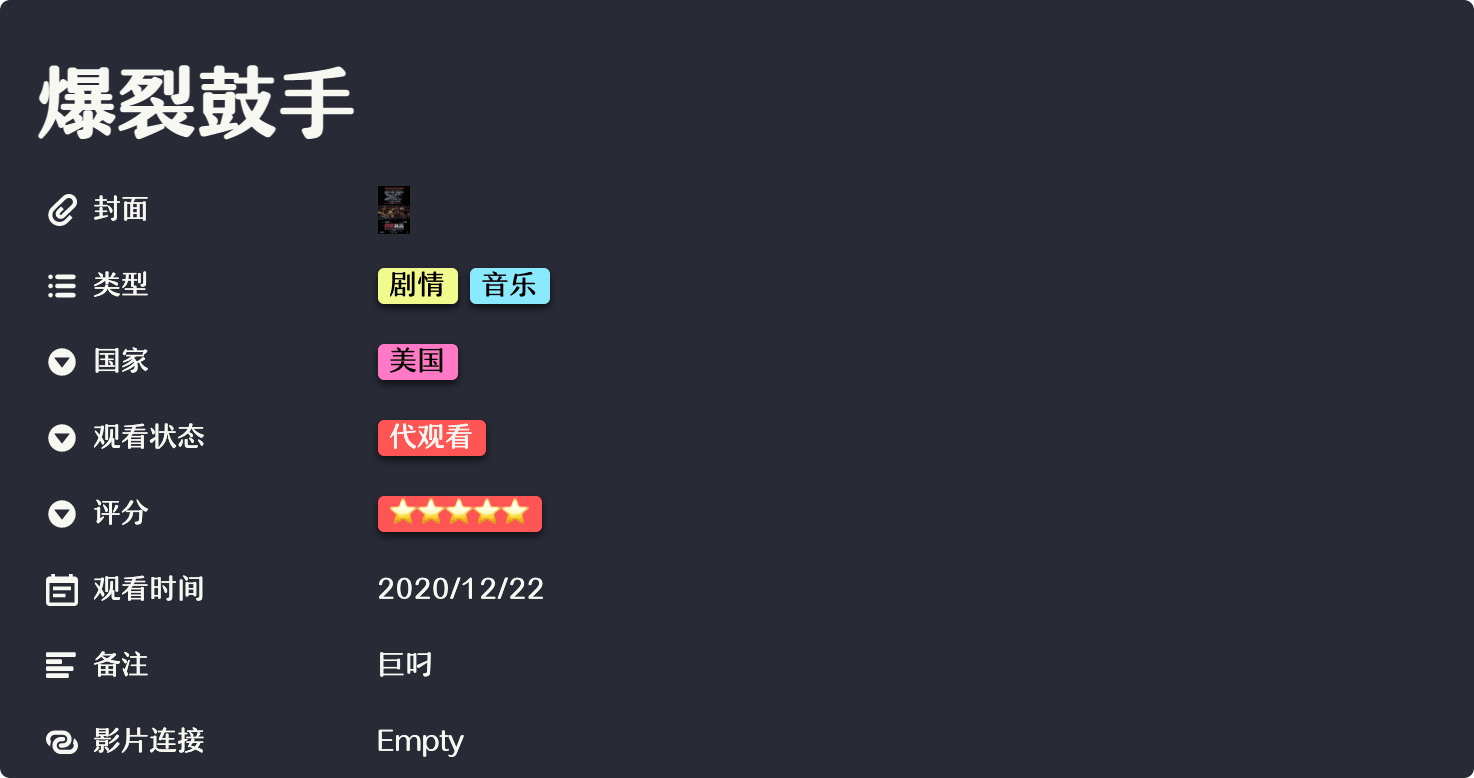 爆裂鼓手
封面
类型 剧情 音乐
国家 美国
观看状态 代观看
评分 ⭐⭐⭐⭐⭐
观看时间 2020/12/22
备注 巨叼
影片连接 Empty